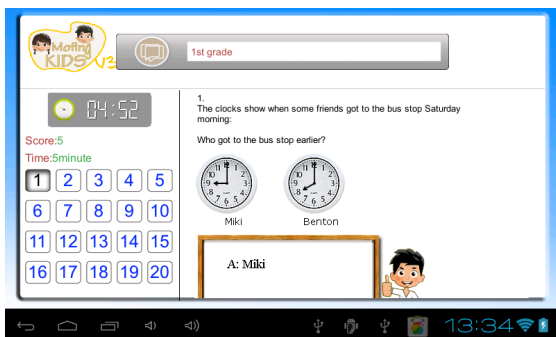 Mofing
KIDS V3
1st grade
04:52
Score:5
Time:5minute
1 2 3 4 5
6 7 8 9 10
11 12 13 14 15
16 17 18 19 20
1.
The clocks show when some friends got to the bus stop Saturday
morning:
Who got to the bus stop earlier?
Miki Benton
A: Miki
13:34